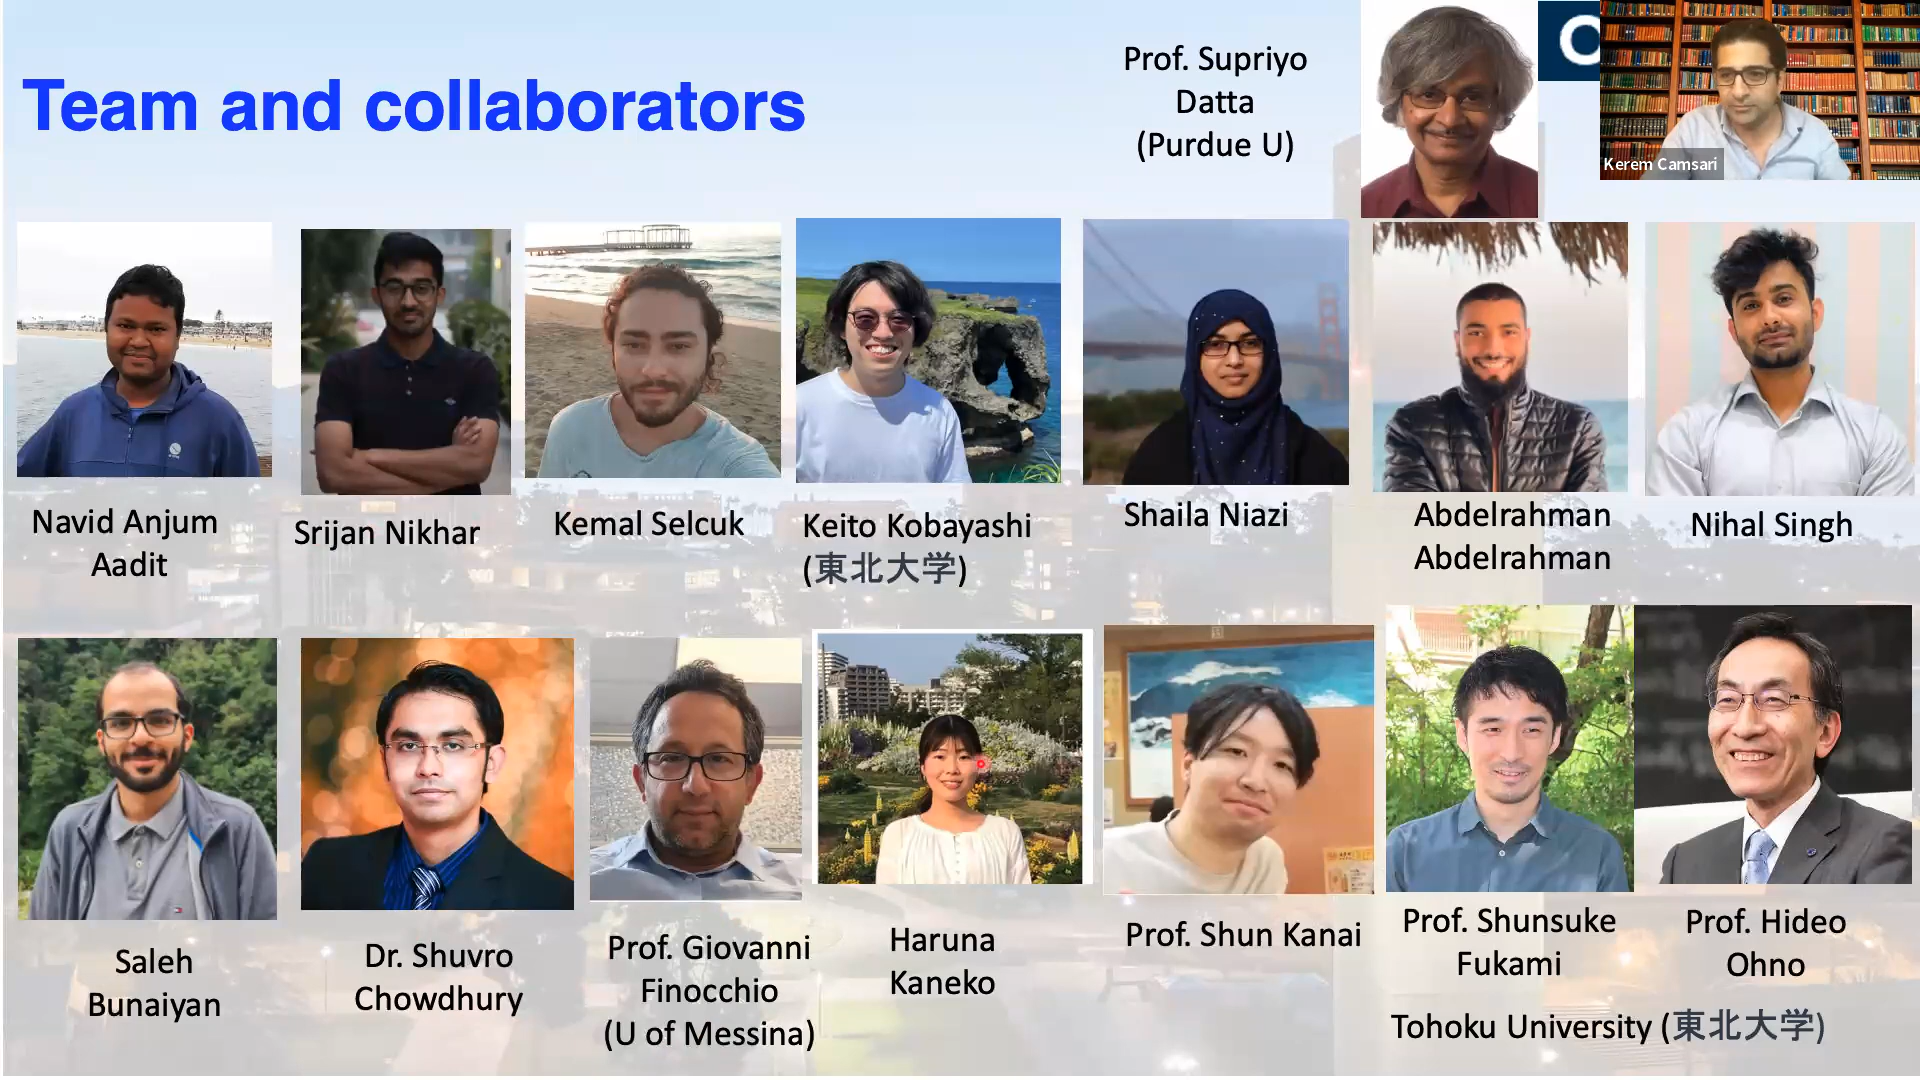 Team and collaborators
Prof. Supriyo
Datta
(Purdue U)
Kerem Camsari
Navid Anjum
Aadit
Srijan Nikhar
Kemal Selcuk
Keito Kobayashi
(東北大学)
Shaila Niazi
Abdelrahman
Abdelrahman
Nihal Singh
Saleh
Bunaiyan
Dr. Shuvro
Chowdhury
Prof. Giovanni
Finocchio
(U of Messina)
Haruna
Kaneko
Prof. Shun Kanai
Prof. Shunsuke
Fukami
Prof. Hideo
Ohno
Tohoku University (東北大学)